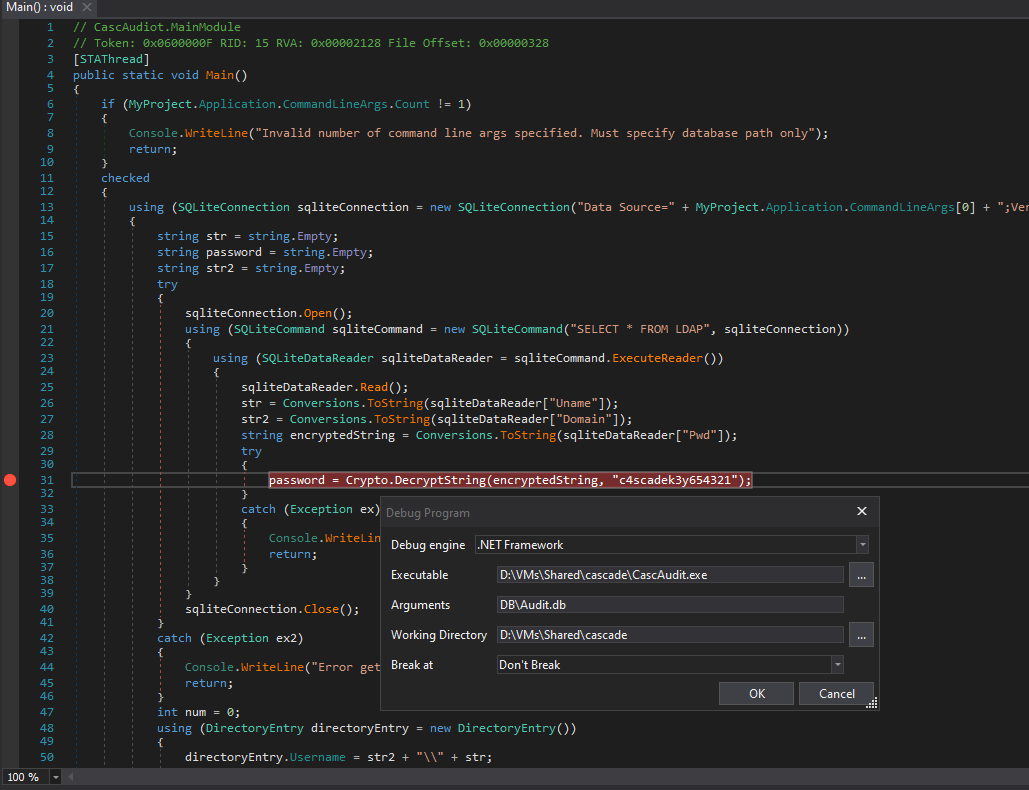 Main() : void ×
1 // CascAudiot.MainModule
2 // Token: 0x0600000F RID: 15 RVA: 0x00002128 File Offset: 0x00000328
3 [STAThread]
4 public static void Main()
5 {
6 if (MyProject.Application.CommandLineArgs.Count != 1)
7 {
8 Console.WriteLine("Invalid number of command line args specified. Must specify database path only");
9 return;
10 }
11 checked
12 {
13 using (SQLiteConnection sqliteConnection = new SQLiteConnection("Data Source=" + MyProject.Application.CommandLineArgs[0] + ";Ver
14 {
15 string str = string.Empty;
16 string password = string.Empty;
17 string str2 = string.Empty;
18 try
19 {
20 sqliteConnection.Open();
21 using (SQLiteCommand sqliteCommand = new SQLiteCommand("SELECT * FROM LDAP", sqliteConnection))
22 {
23 using (SQLiteDataReader sqliteDataReader = sqliteCommand.ExecuteReader())
24 {
25 sqliteDataReader.Read();
26 str = Conversions.ToString(sqliteDataReader["Uname"]);
27 str2 = Conversions.ToString(sqliteDataReader["Domain"]);
28 string encryptedString = Conversions.ToString(sqliteDataReader["Pwd"]);
29 try
30 {
31 password = Crypto.DecryptString(encryptedString, "c4scadek3y654321");
32 }
33 catch (Exception ex)
34 {
35 Console.WriteLin
36 return;
37 }
38 }
39 }
40 sqliteConnection.Close();
41 }
42 catch (Exception ex2)
43 {
44 Console.WriteLine("Error get
45 return;
46 }
47 int num = 0;
48 using (DirectoryEntry directoryEntry = new DirectoryEntry())
49 {
50 directoryEntry.Username = str2 + "\\" + str;
100 %
Debug Program ×
Debug engine .NET Framework
Executable D:\VMs\Shared\cascade\CascAudit.exe ...
Arguments DB\Audit.db
Working Directory D:\VMs\Shared\cascade ...
Break at Don't Break
OK Cancel